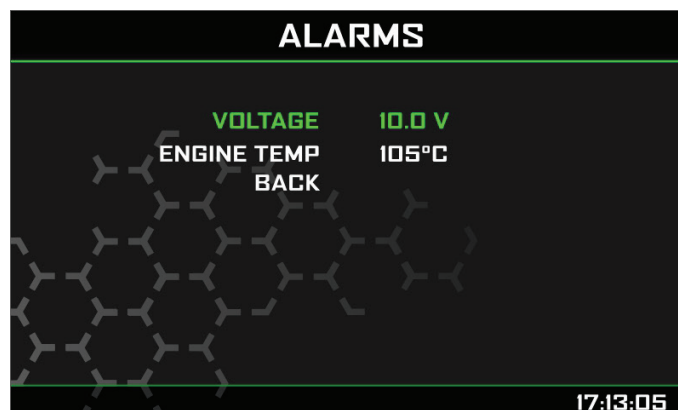 ALARMS
VOLTAGE 10.0 V
ENGINE TEMP 105°C
BACK
17:13:05